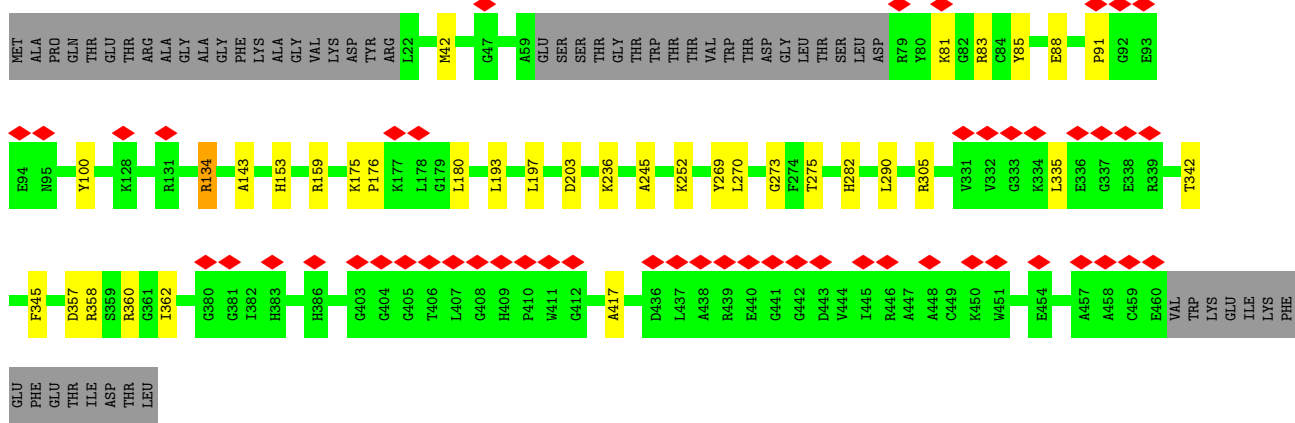 MET ALA PRO GLN THR GLU THR ARG ALA GLY ALA GLY PHE LYS ALA GLY VAL LYS ASP TYR ARG L22 M42 G47 A59 GLU SER SER THR GLY THR TRP THR THR VAL TRP THR ASP GLY LEU THR SER LEU ASP R79 Y80 K81 G82 R83 C84 Y85 E88 P91 G92 E93
E94 N95 Y100 K128 R131 R134 A143 H153 R159 K175 P176 K177 L178 G179 L180 L193 L197 D203 K236 A245 K252 Y269 L270 G273 F274 T275 H282 L290 R305 V331 V332 G333 K334 L335 E336 G337 E338 R339 T342
F345 D357 R358 S359 R360 G361 I362 G380 G381 I382 H383 H386 G403 G404 G405 T406 L407 G408 H409 P410 W411 G412 A417 D436 L437 A438 R439 E440 G441 G442 D443 V444 I445 R446 A447 A448 C449 K450 W451 E454 A457 A458 C459 E460 VAL TRP LYS GLU ILE LYS PHE
GLU PHE GLU THR ILE ASP THR LEU